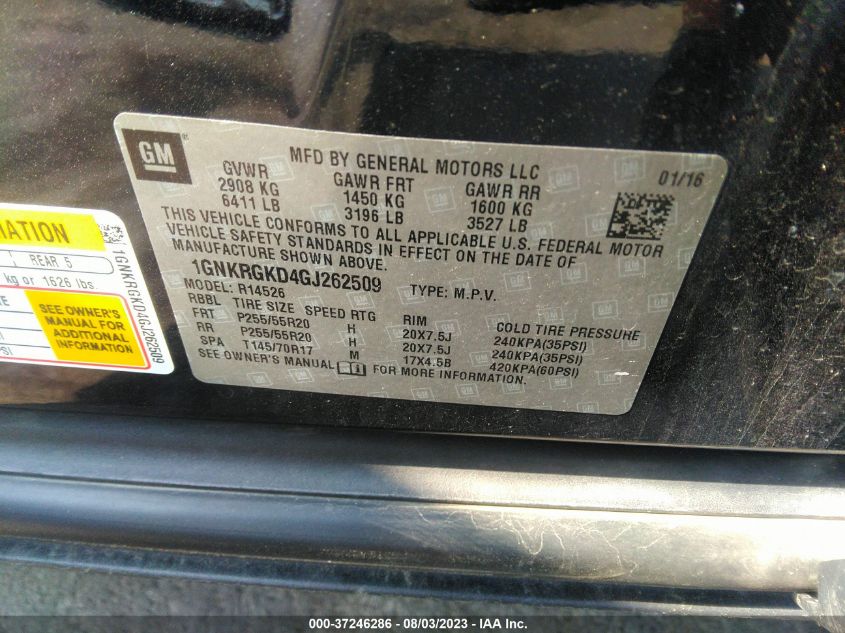 GM
MFD BY GENERAL MOTORS LLC
01/16
GVWR GAWR FRT GAWR RR
2908 KG 1450 KG 1600 KG
6411 LB 3196 LB 3527 LB
THIS VEHICLE CONFORMS TO ALL APPLICABLE U.S. FEDERAL MOTOR
VEHICLE SAFETY STANDARDS IN EFFECT ON THE DATE OF
MANUFACTURE SHOWN ABOVE.
1GNKRGKD4GJ262509 TYPE: M.P.V.
MODEL: R14526
RBBL TIRE SIZE SPEED RTG RIM COLD TIRE PRESSURE
FRT P255/55R20 H 20X7.5J 240KPA(35PSI)
RR P255/55R20 H 20X7.5J 240KPA(35PSI)
SPA T145/70R17 M 17X4.5B 420KPA(60PSI)
SEE OWNER'S MANUAL FOR MORE INFORMATION.
REAR 5
kg or 1626 lbs.
SEE OWNER'S
MANUAL FOR
ADDITIONAL
INFORMATION
1GNKRGKD4GJ262509
000-37246286 - 08/03/2023 - IAA Inc.